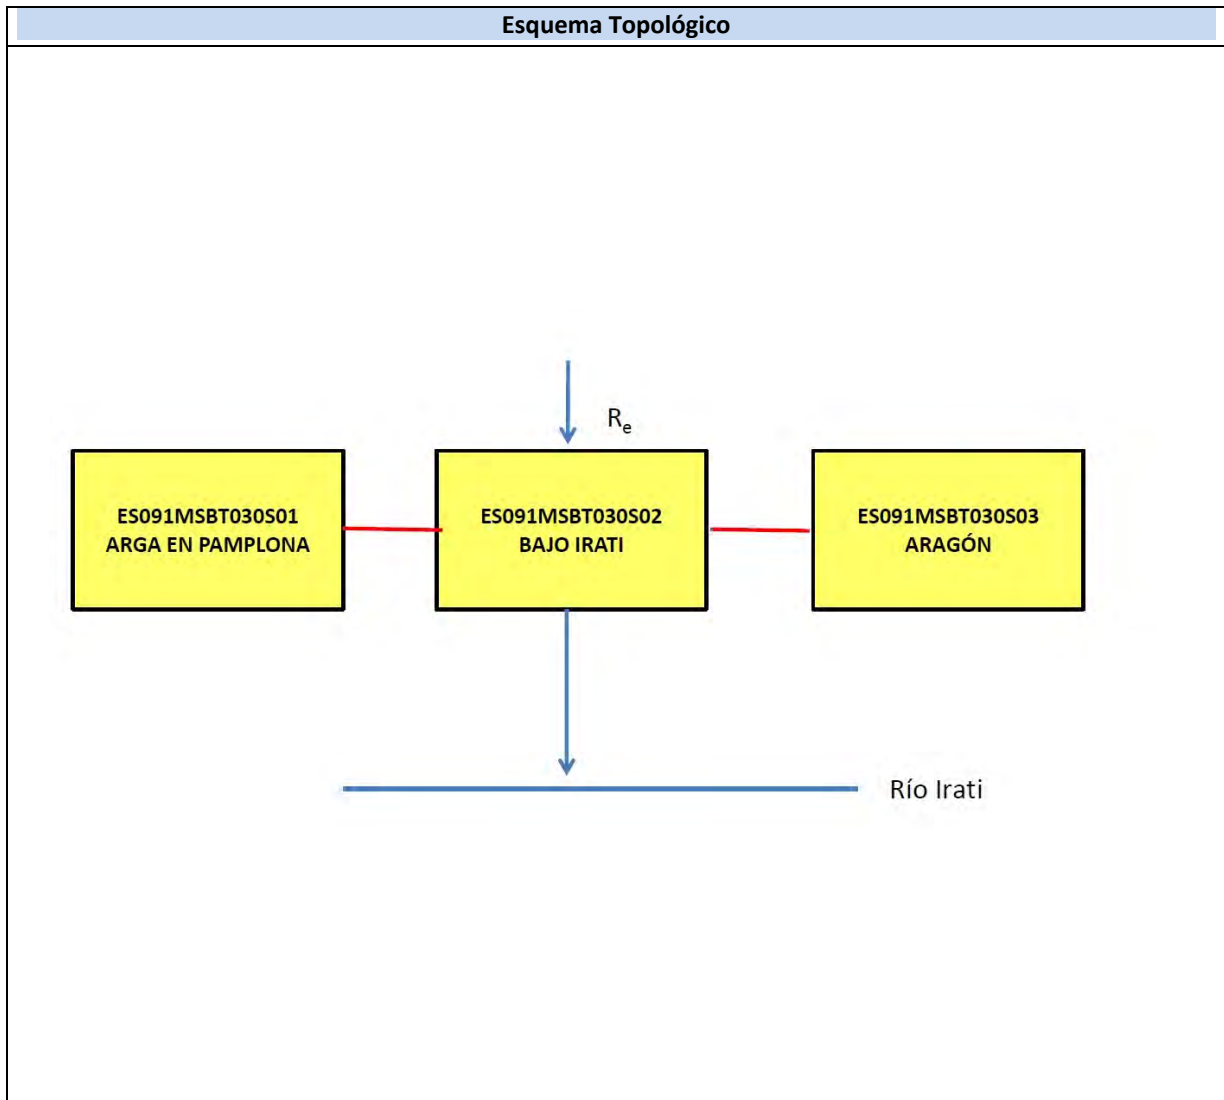 Esquema Topológico
Rₑ
ES091MSBT030S01
ARGA EN PAMPLONA
ES091MSBT030S02
BAJO IRATI
ES091MSBT030S03
ARAGÓN
Río Irati